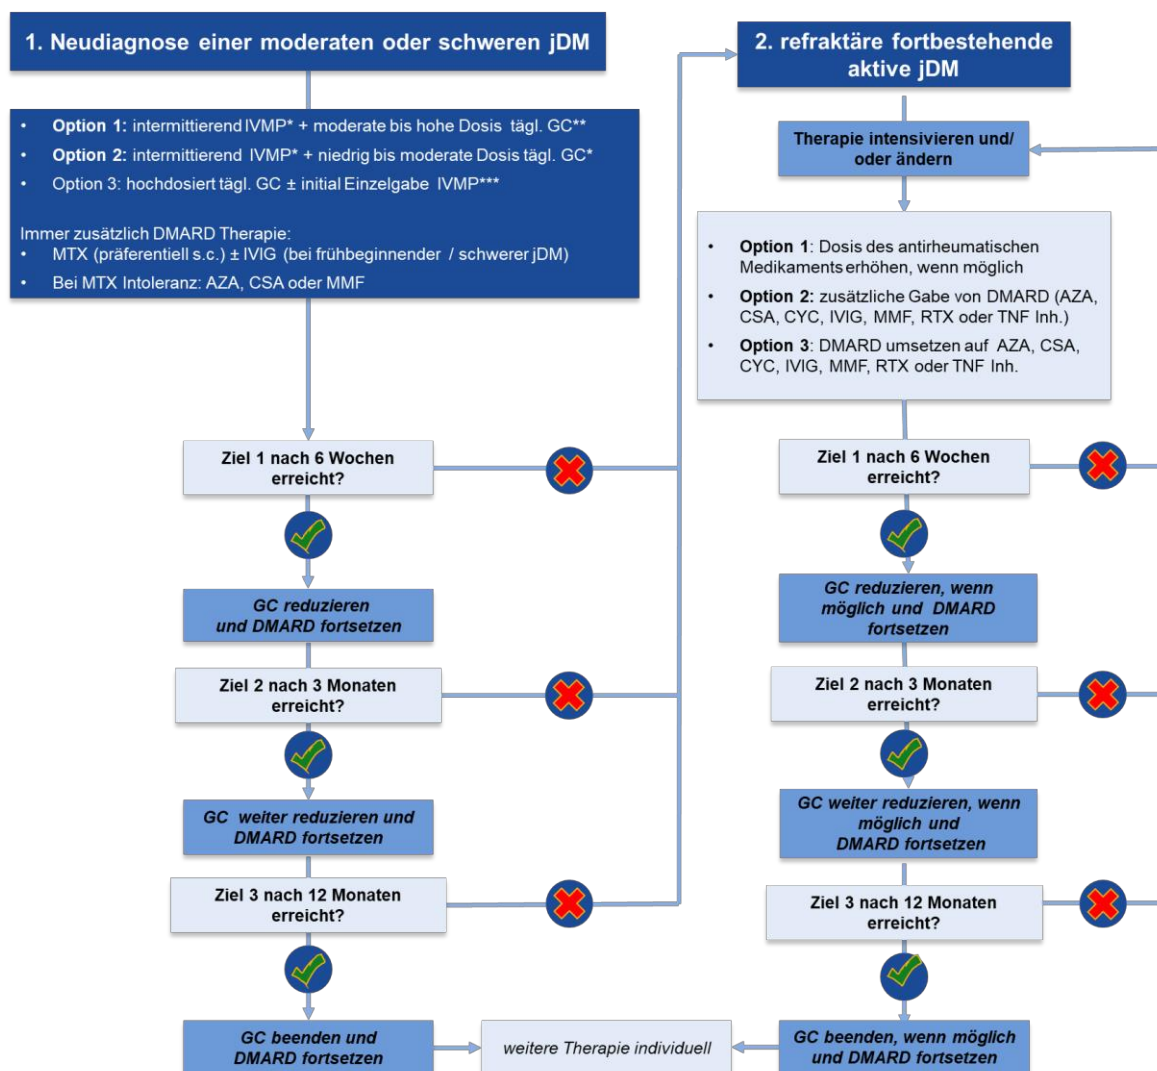 1. Neudiagnose einer moderaten oder schweren jDM
• Option 1: intermittierend IVMP* + moderate bis hohe Dosis tägl. GC**
• Option 2: intermittierend IVMP* + niedrig bis moderate Dosis tägl. GC*
• Option 3: hochdosiert tägl. GC ± initial Einzelgabe IVMP***
Immer zusätzlich DMARD Therapie:
• MTX (präferentiell s.c.) ± IVIG (bei frühbeginnender / schwerer jDM)
• Bei MTX Intoleranz: AZA, CSA oder MMF
Ziel 1 nach 6 Wochen
erreicht?
GC reduzieren
und DMARD fortsetzen
Ziel 2 nach 3 Monaten
erreicht?
GC weiter reduzieren und
DMARD fortsetzen
Ziel 3 nach 12 Monaten
erreicht?
GC beenden und
DMARD fortsetzen
weitere Therapie individuell
2. refraktäre fortbestehende
aktive jDM
Therapie intensivieren und/
oder ändern
• Option 1: Dosis des antirheumatischen
Medikaments erhöhen, wenn möglich
• Option 2: zusätzliche Gabe von DMARD (AZA,
CSA, CYC, IVIG, MMF, RTX oder TNF Inh.)
• Option 3: DMARD umsetzen auf AZA, CSA,
CYC, IVIG, MMF, RTX oder TNF Inh.
Ziel 1 nach 6 Wochen
erreicht?
GC reduzieren, wenn
möglich und DMARD
fortsetzen
Ziel 2 nach 3 Monaten
erreicht?
GC weiter reduzieren, wenn
möglich und
DMARD fortsetzen
Ziel 3 nach 12 Monaten
erreicht?
GC beenden, wenn möglich
und DMARD fortsetzen